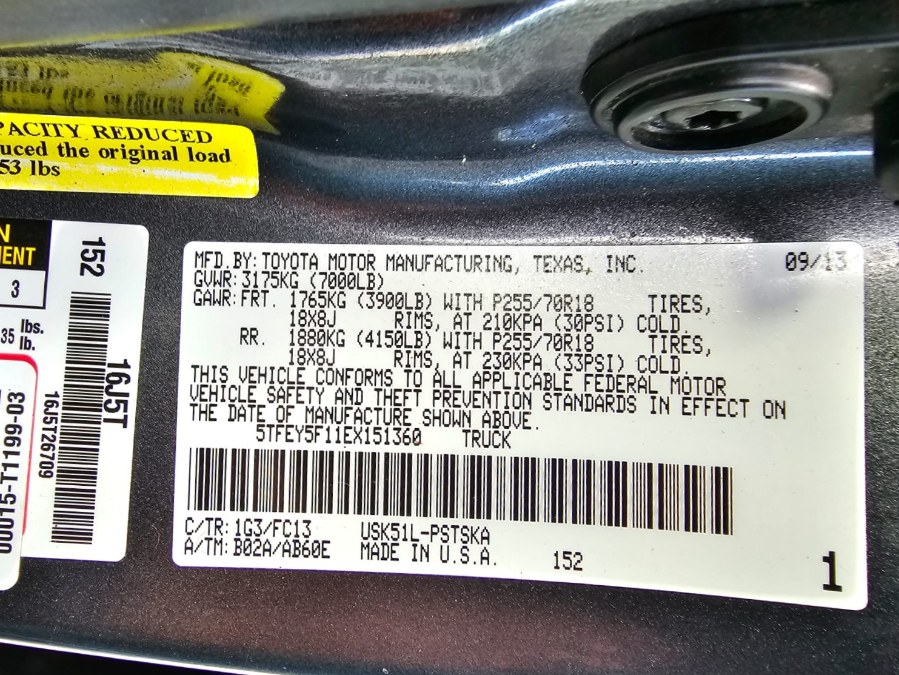 PACITY REDUCED
uced the original load
53 lbs
N
MENT
3
35 lbs.
lb.
152
16J5T
16J5T26709
00015-T1199-03
MFD.BY:TOYOTA MOTOR MANUFACTURING, TEXAS, INC. 09/13
GVWR:3175KG (7000LB)
GAWR:FRT. 1765KG (3900LB) WITH P255/70R18 TIRES,
18X8J RIMS, AT 210KPA (30PSI) COLD.
RR. 1880KG (4150LB) WITH P255/70R18 TIRES,
18X8J RIMS, AT 230KPA (33PSI) COLD.
THIS VEHICLE CONFORMS TO ALL APPLICABLE FEDERAL MOTOR
VEHICLE SAFETY AND THEFT PREVENTION STANDARDS IN EFFECT ON
THE DATE OF MANUFACTURE SHOWN ABOVE.
5TFEY5F11EX151360 TRUCK
C/TR:1G3/FC13 USK51L-PSTSKA
A/TM:B02A/AB60E MADE IN U.S.A. 152
1